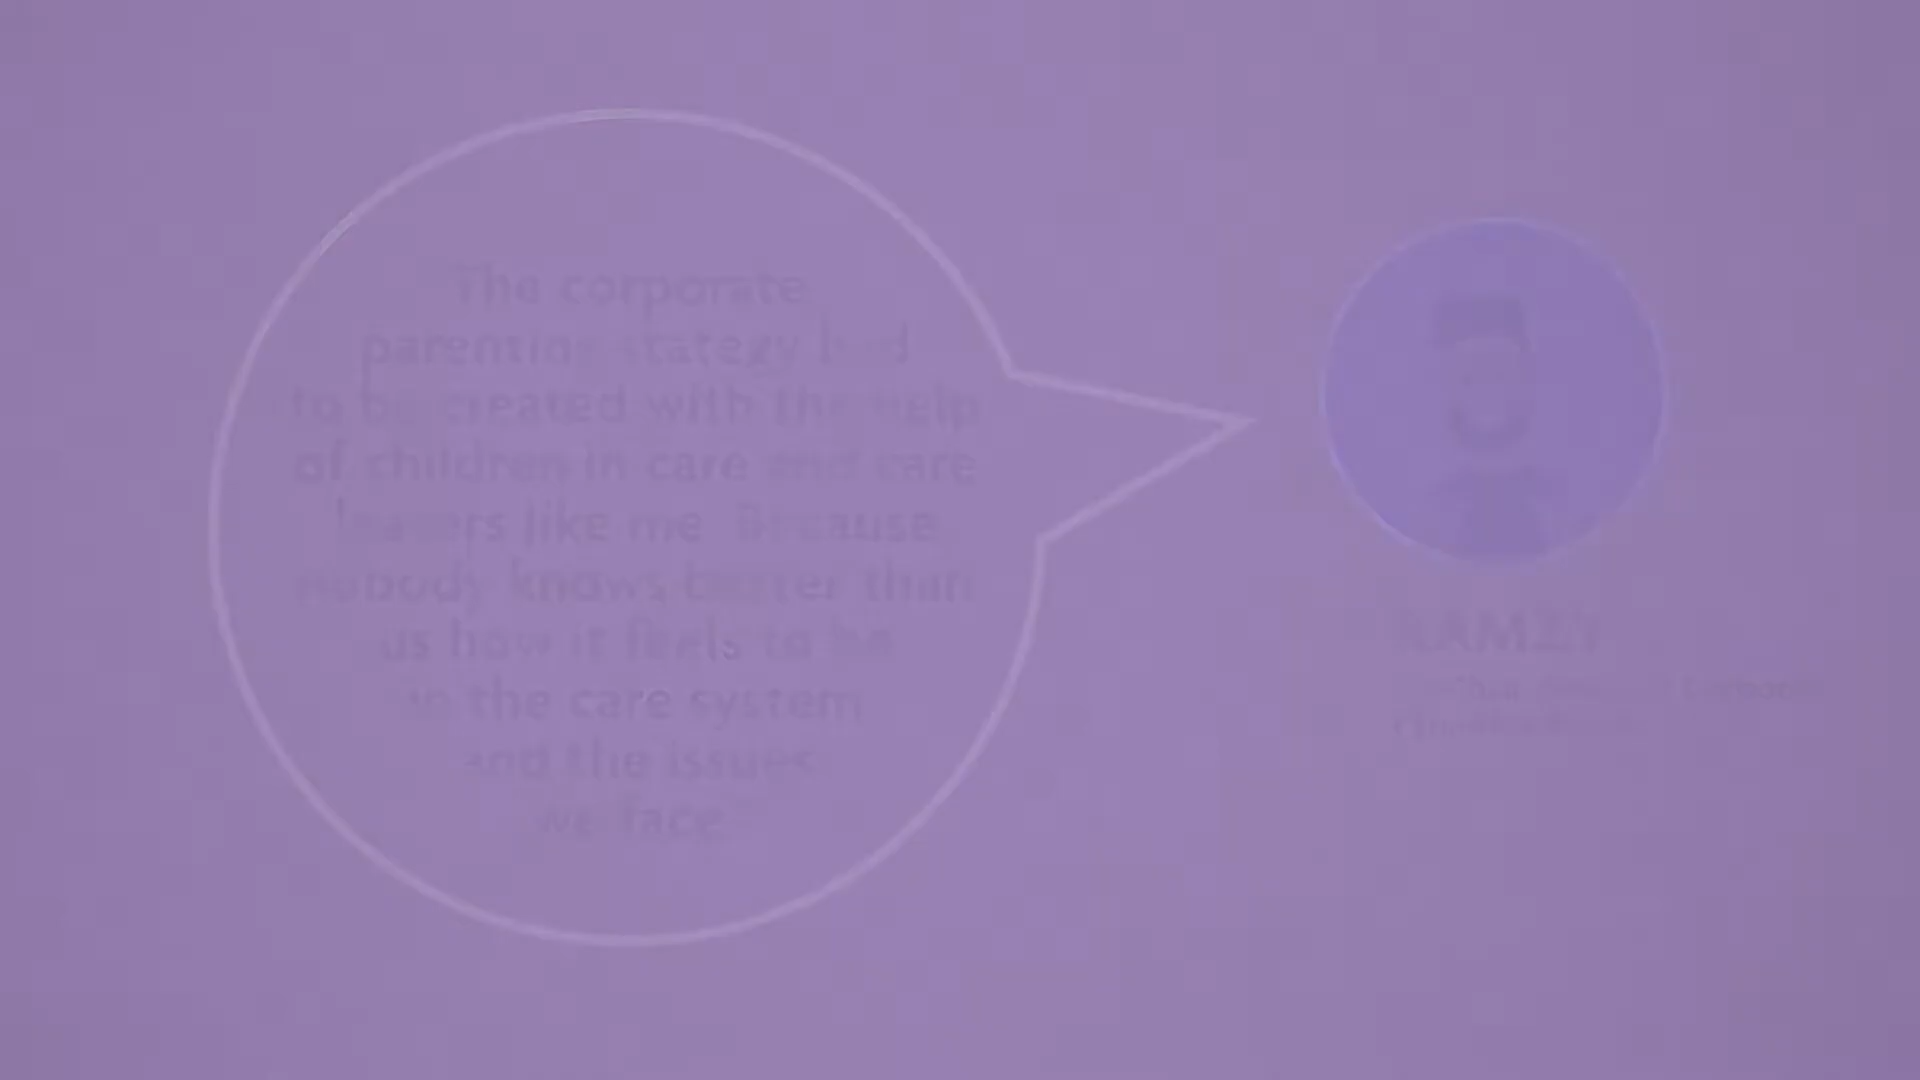 The corporate
parenting stategy had
to be created with the help
of children in care and care
leavers like me. Because
nobody knows better than
us how it feels to be
in the care system
and the issues
we face.
RAMZY